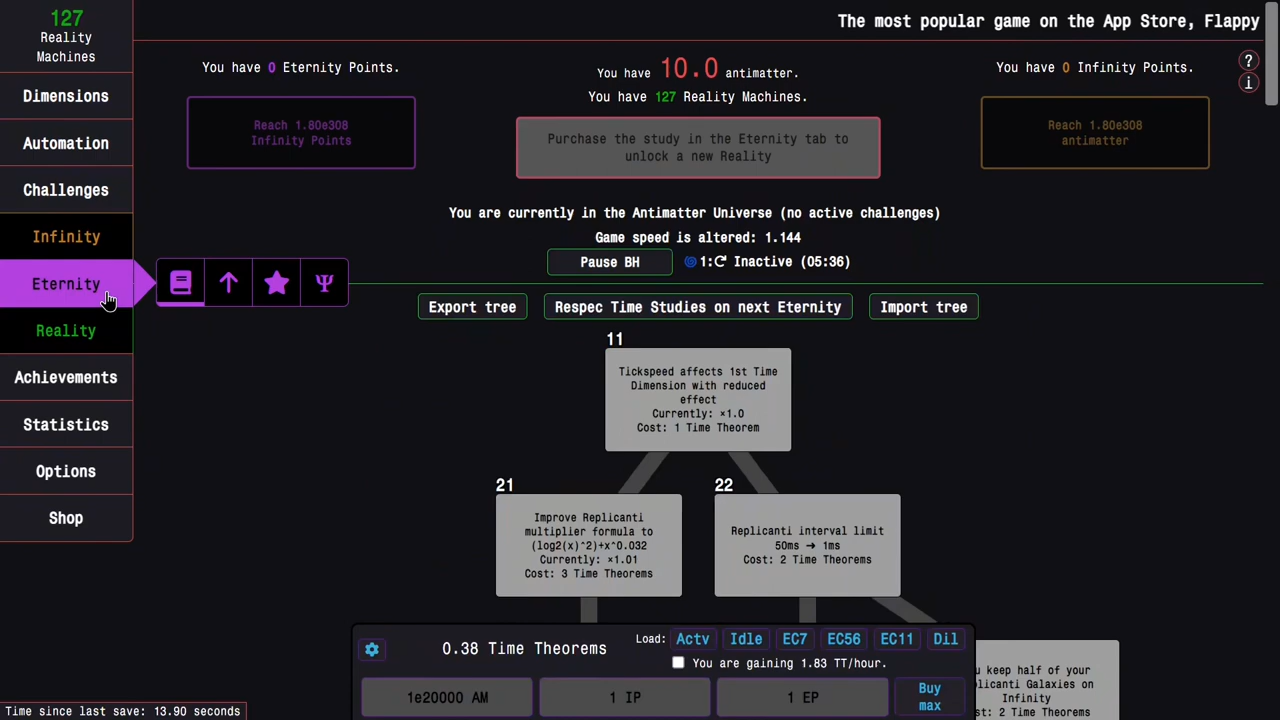 127
Reality
Machines
The most popular game on the App Store, Flappy
You have 0 Eternity Points.
You have 10.0 antimatter.
You have 0 Infinity Points.
?
i
You have 127 Reality Machines.
Reach 1.80e308
Infinity Points
Purchase the study in the Eternity tab to
unlock a new Reality
Reach 1.80e308
antimatter
You are currently in the Antimatter Universe (no active challenges)
Game speed is altered: 1.144
Pause BH
1: Inactive (05:36)
Dimensions
Automation
Challenges
Infinity
Eternity
Reality
Achievements
Statistics
Options
Shop
Ψ
Export tree
Respec Time Studies on next Eternity
Import tree
11
Tickspeed affects 1st Time
Dimension with reduced
effect
Currently: ×1.0
Cost: 1 Time Theorem
21
Improve Replicanti
multiplier formula to
(log2(x)^2)+x^0.032
Currently: ×1.01
Cost: 3 Time Theorems
22
Replicanti interval limit
50ms ➜ 1ms
Cost: 2 Time Theorems
u keep half of your
plicanti Galaxies on
Infinity
Cost: 2 Time Theorems
0.38 Time Theorems
Load: Actv Idle EC7 EC56 EC11 Dil
You are gaining 1.83 TT/hour.
1e20000 AM
1 IP
1 EP
Buy
max
Time since last save: 13.90 seconds